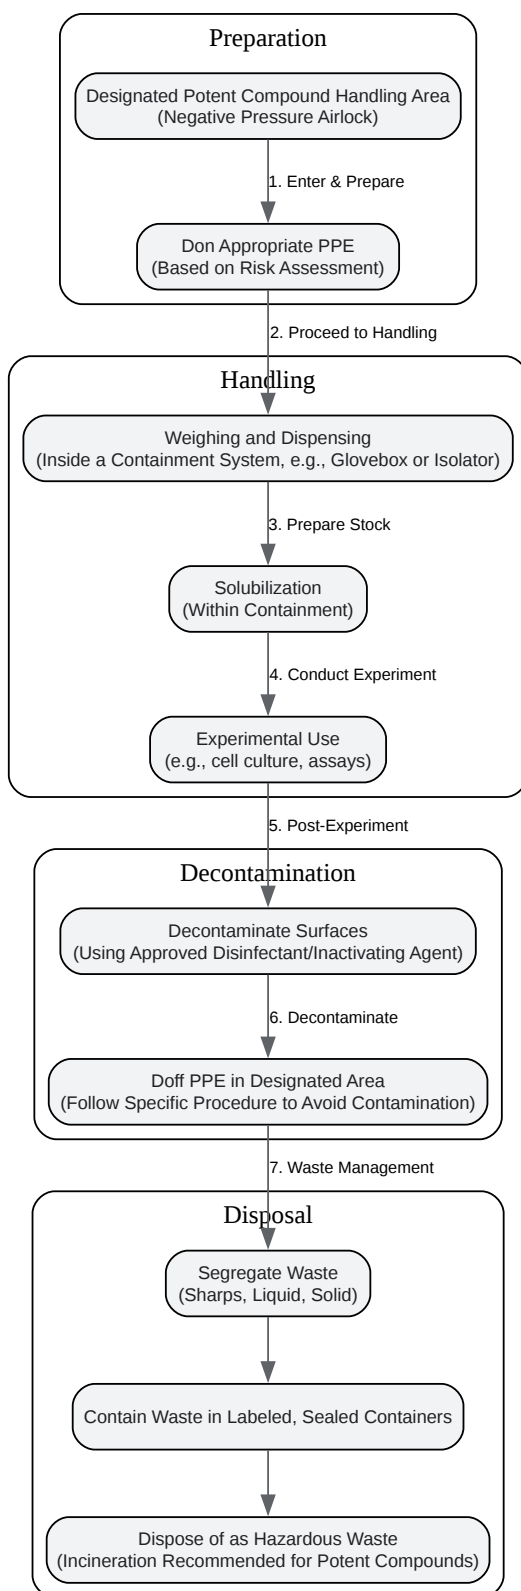 Preparation
Designated Potent Compound Handling Area
(Negative Pressure Airlock)
1. Enter & Prepare
Don Appropriate PPE
(Based on Risk Assessment)
2. Proceed to Handling
Handling
Weighing and Dispensing
(Inside a Containment System, e.g., Glovebox or Isolator)
3. Prepare Stock
Solubilization
(Within Containment)
4. Conduct Experiment
Experimental Use
(e.g., cell culture, assays)
5. Post-Experiment
Decontamination
Decontaminate Surfaces
(Using Approved Disinfectant/Inactivating Agent)
6. Decontaminate
Doff PPE in Designated Area
(Follow Specific Procedure to Avoid Contamination)
7. Waste Management
Disposal
Segregate Waste
(Sharps, Liquid, Solid)
Contain Waste in Labeled, Sealed Containers
Dispose of as Hazardous Waste
(Incineration Recommended for Potent Compounds)